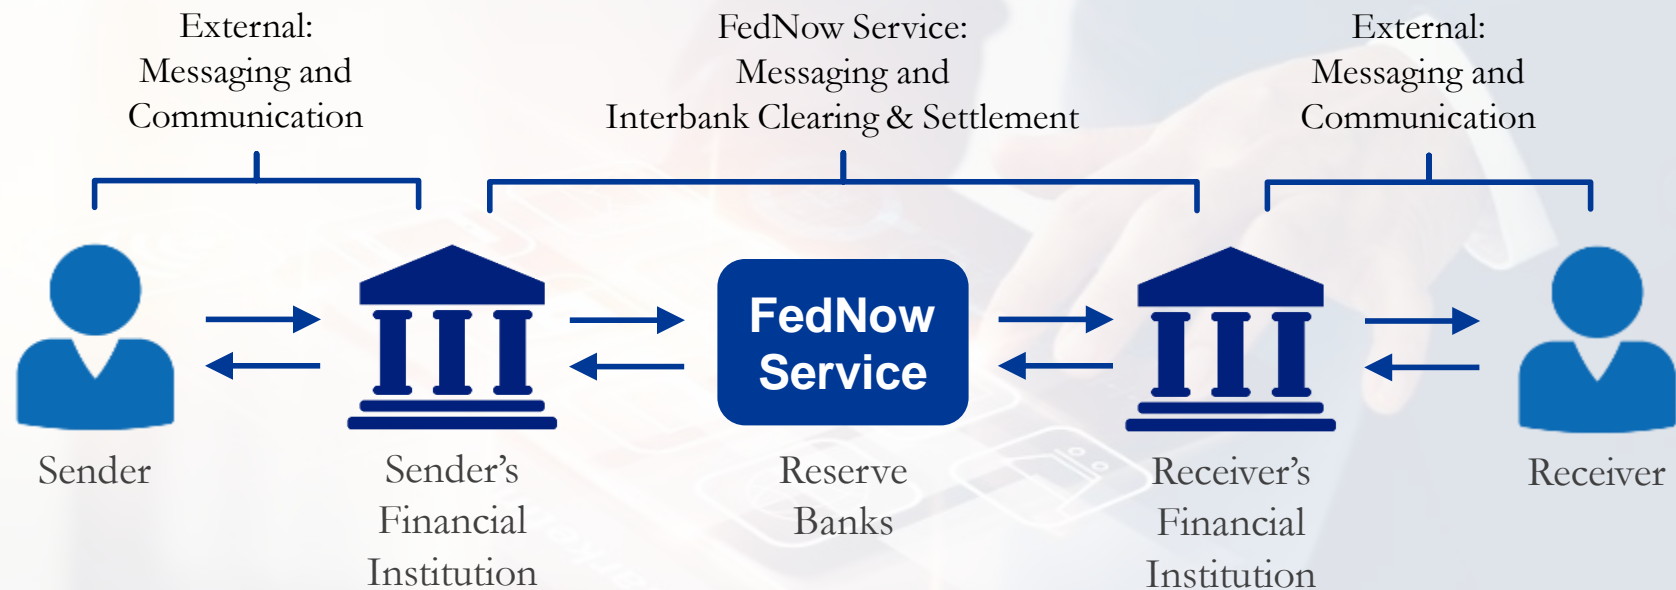 External:
Messaging and
Communication
FedNow Service:
Messaging and
Interbank Clearing & Settlement
External:
Messaging and
Communication
FedNow
Service
Sender
Sender’s
Financial
Institution
Reserve
Banks
Receiver’s
Financial
Institution
Receiver